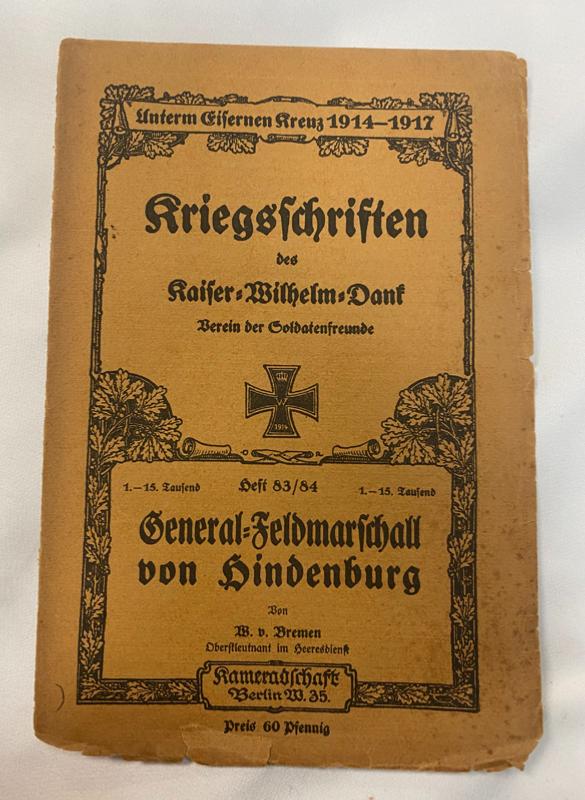 Unterm Eisernen Kreuz 1914–1917
Kriegsschriften
des
Kaiser-Wilhelm-Dank
Verein der Soldatenfreunde
W
1914
1.–15. Tausend Heft 83/84 1.–15. Tausend
General-Feldmarschall
von Hindenburg
Von
W. v. Bremen
Oberstleutnant im Heeresdienst
Kameradschaft
Berlin W. 35.
Preis 60 Pfennig